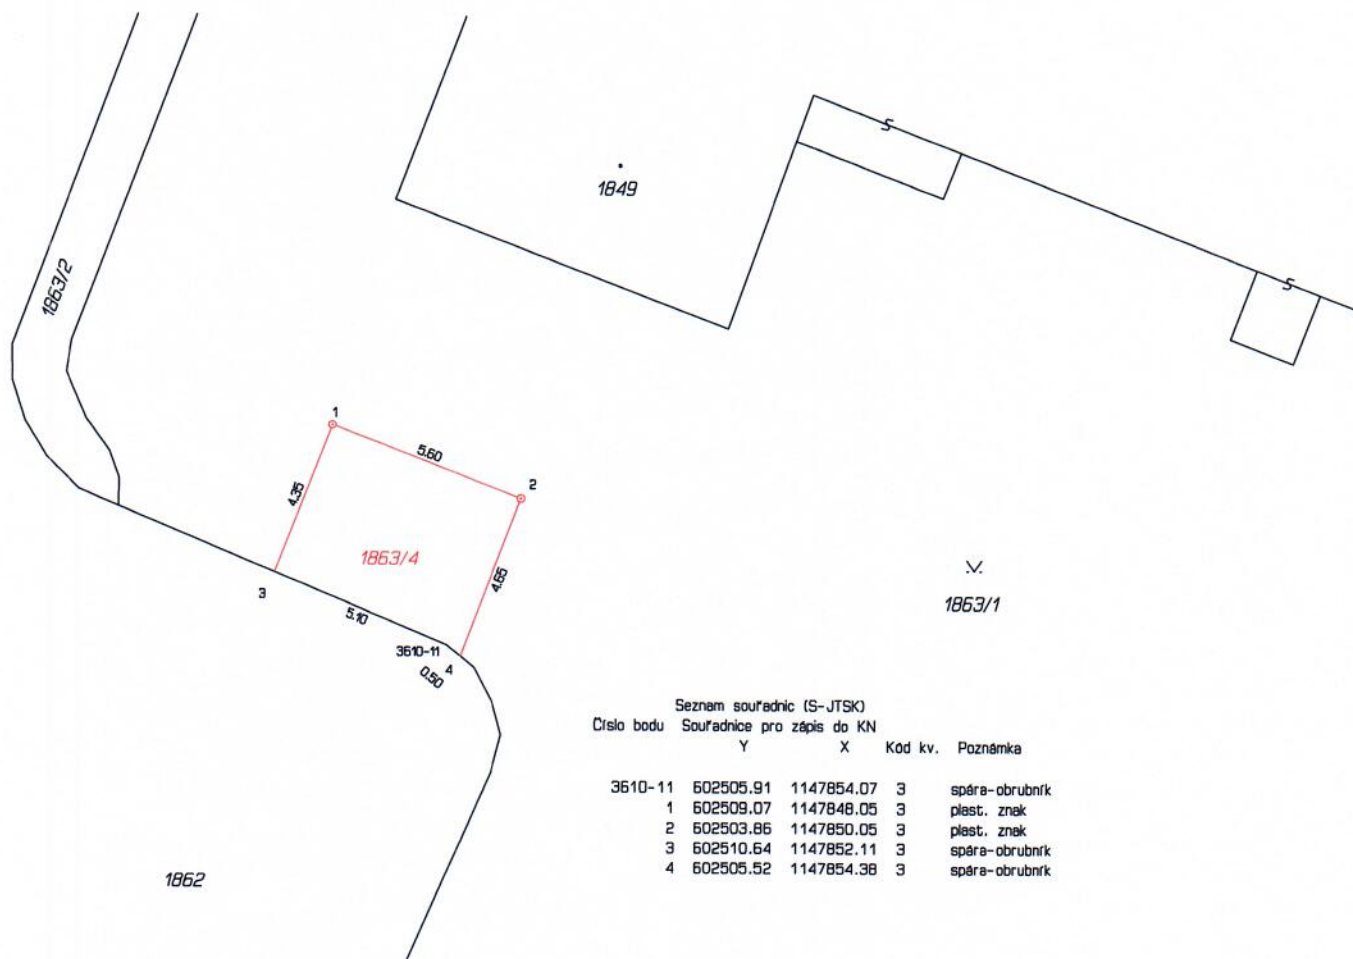 S
1849
1863/2
S
1
5.60
2
4.35
1863/4
4.65
3
5.10
1863/1
3610-11
4
0.50
Seznam souřadnic (S-JTSK)
Číslo bodu Souřadnice pro zápis do KN
Y X Kód kv. Poznámka
3610-11 602505.91 1147854.07 3 spára-obrubník
1 602509.07 1147848.05 3 plast. znak
2 602503.86 1147850.05 3 plast. znak
3 602510.64 1147852.11 3 spára-obrubník
4 602505.52 1147854.38 3 spára-obrubník
1862